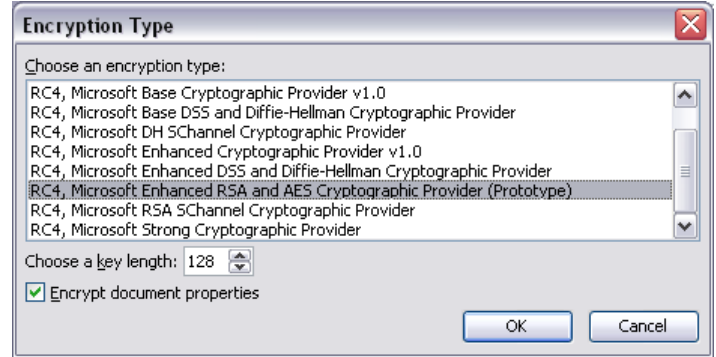 Encryption Type
Choose an encryption type:
RC4, Microsoft Base Cryptographic Provider v1.0
RC4, Microsoft Base DSS and Diffie-Hellman Cryptographic Provider
RC4, Microsoft DH SChannel Cryptographic Provider
RC4, Microsoft Enhanced Cryptographic Provider v1.0
RC4, Microsoft Enhanced DSS and Diffie-Hellman Cryptographic Provider
RC4, Microsoft Enhanced RSA and AES Cryptographic Provider (Prototype)
RC4, Microsoft RSA SChannel Cryptographic Provider
RC4, Microsoft Strong Cryptographic Provider
Choose a key length: 128
Encrypt document properties
OK Cancel